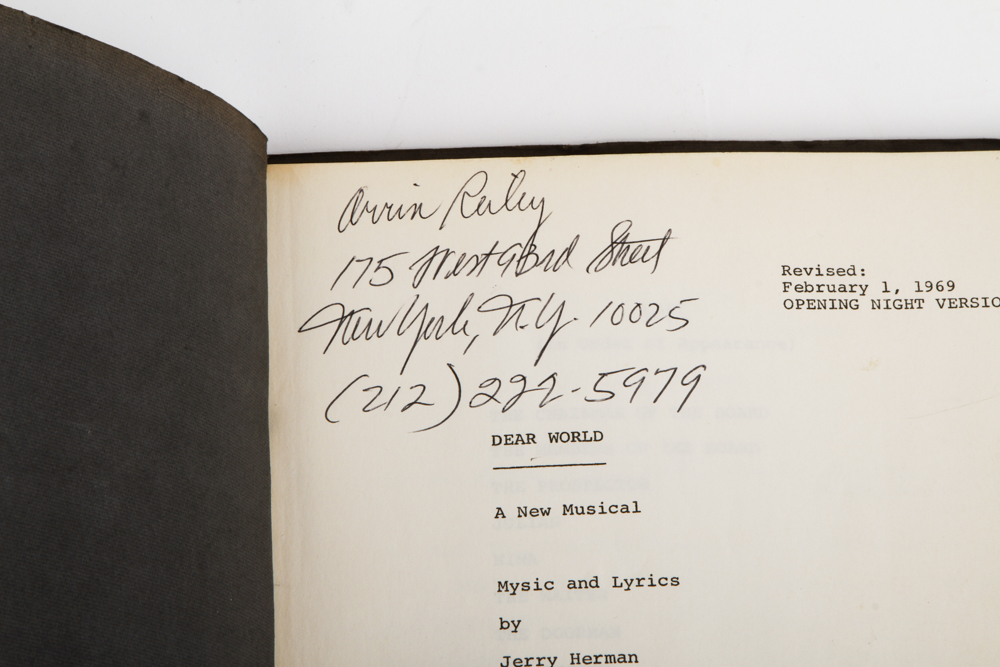 Orrin Reiley
175 West 93rd Street
New York, N.Y. 10025
(212) 222-5979
Revised:
February 1, 1969
OPENING NIGHT VERSIO
DEAR WORLD
A New Musical
Mysic and Lyrics
by
Jerry Herman